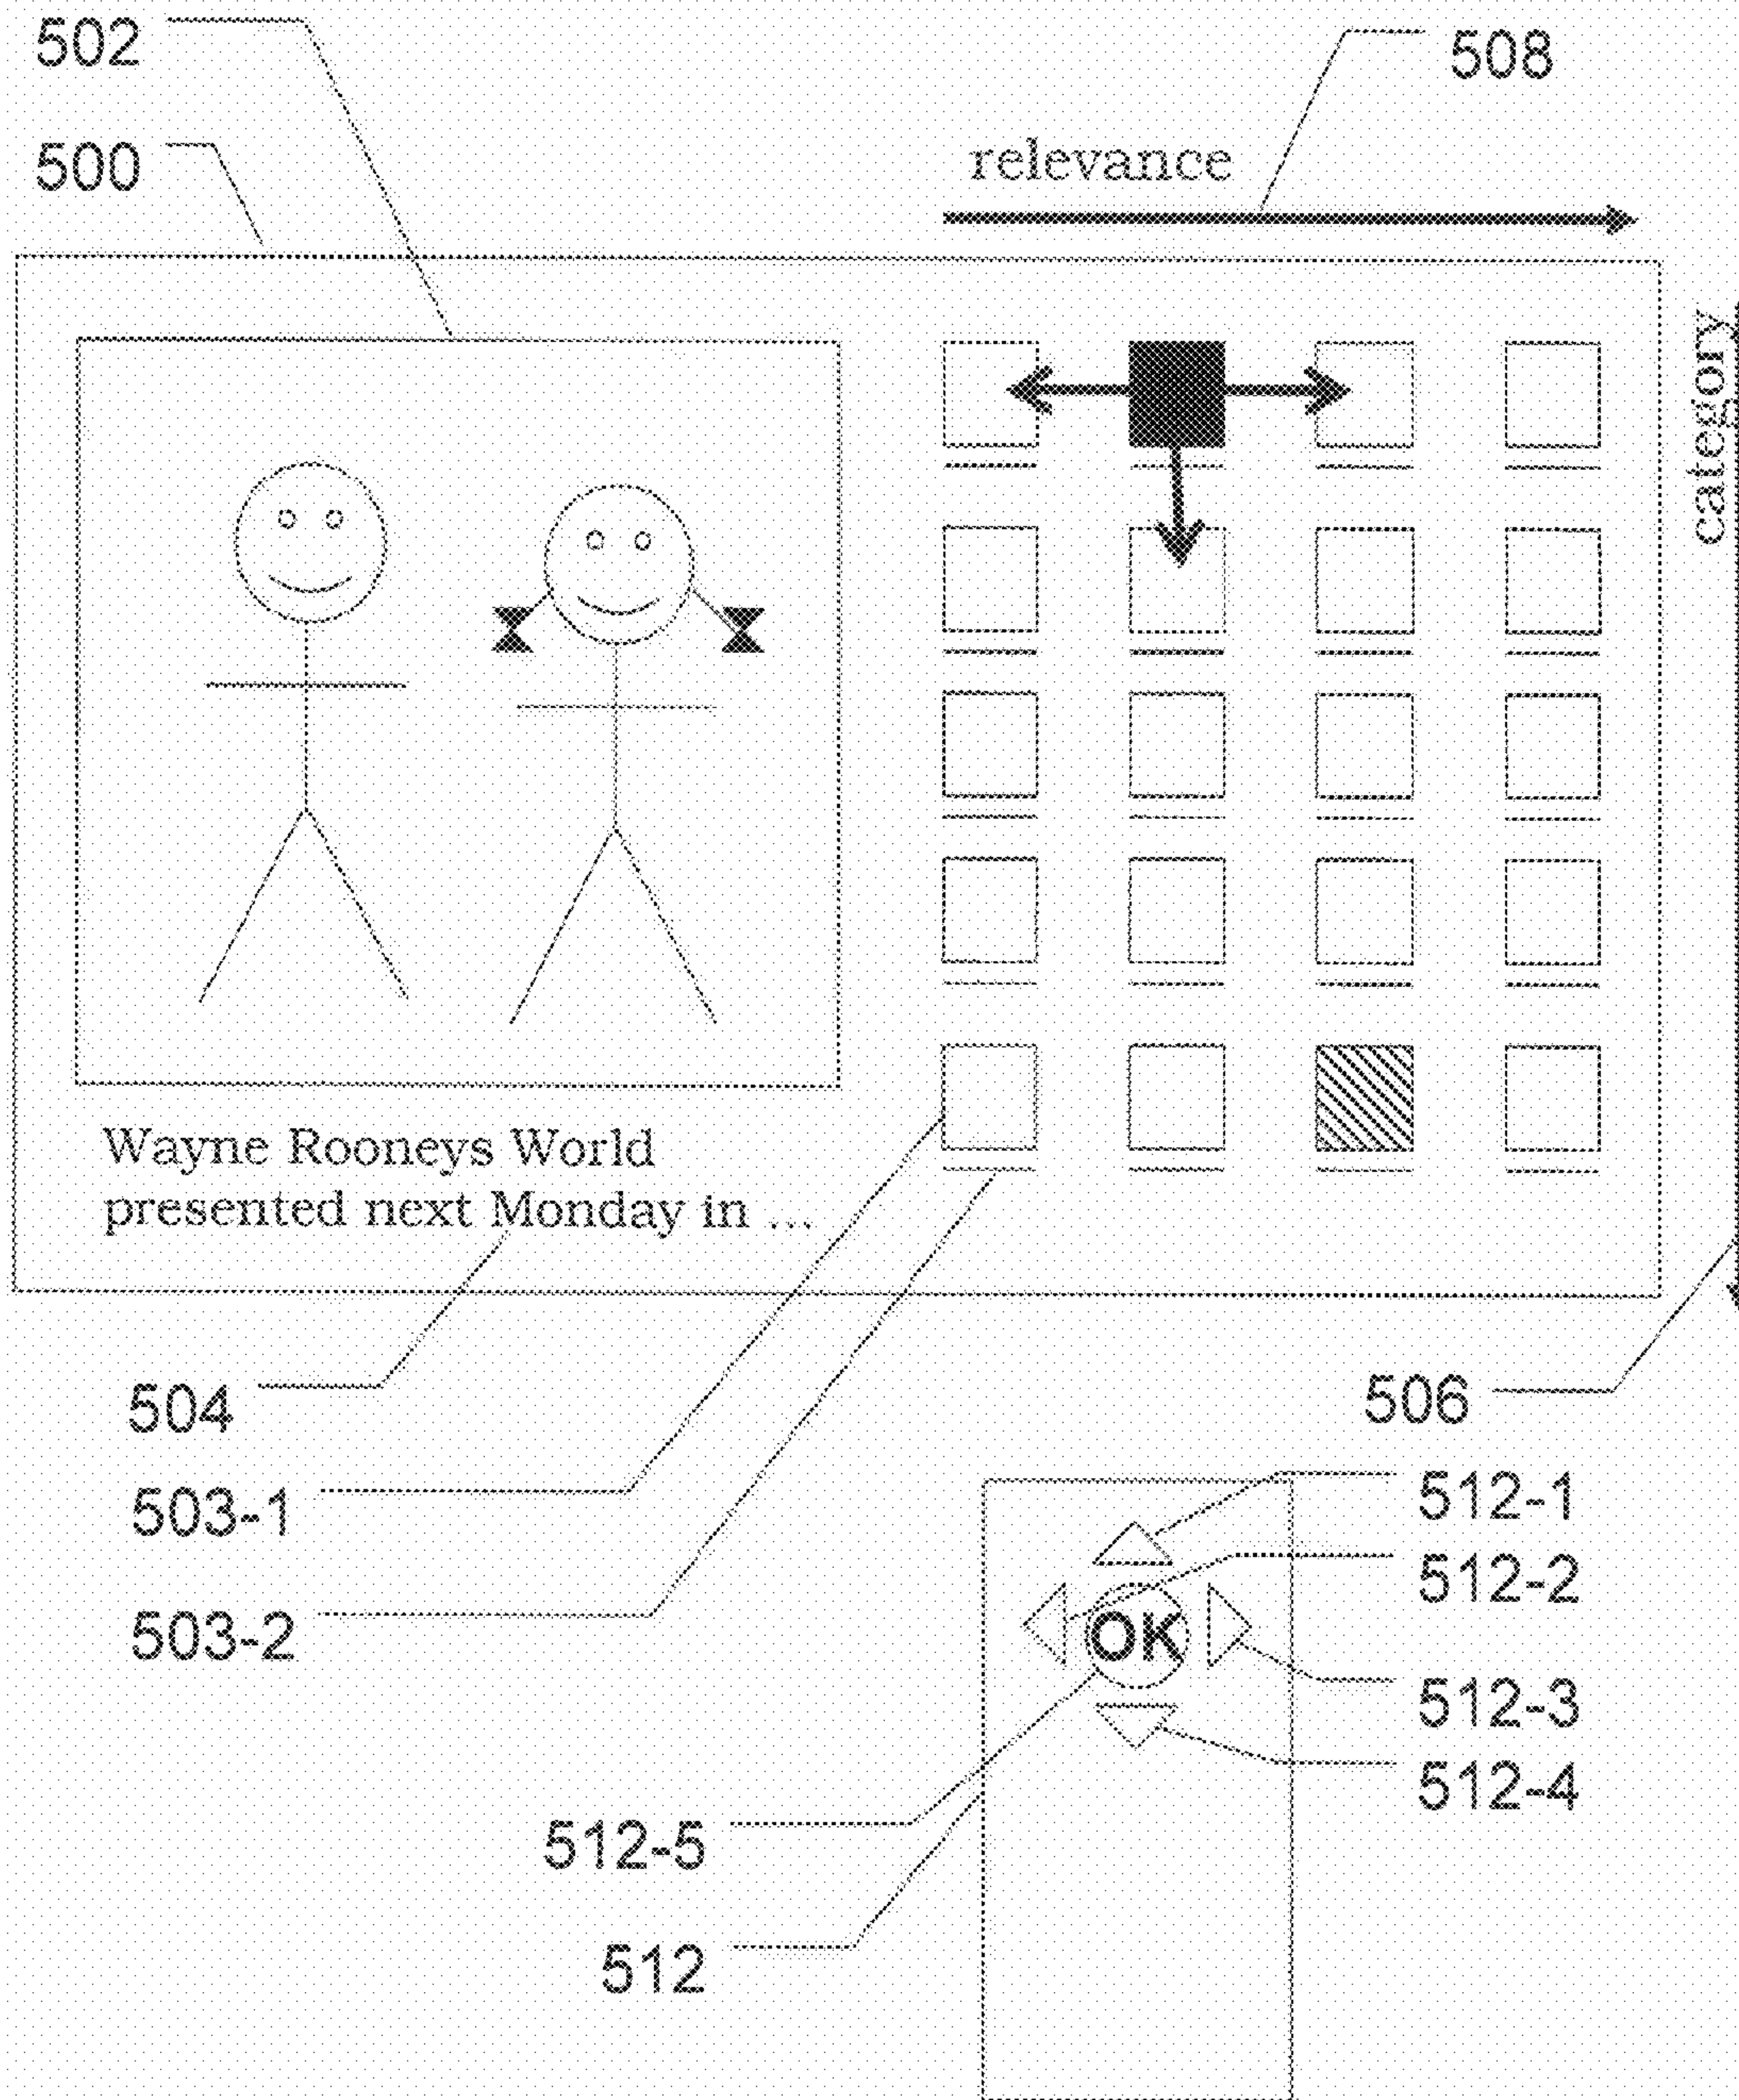 502
508
500
relevance
category
Wayne Rooneys World
presented next Monday in ...
504
506
503-1
512-1
512-2
503-2
OK
512-3
512-4
512-5
512